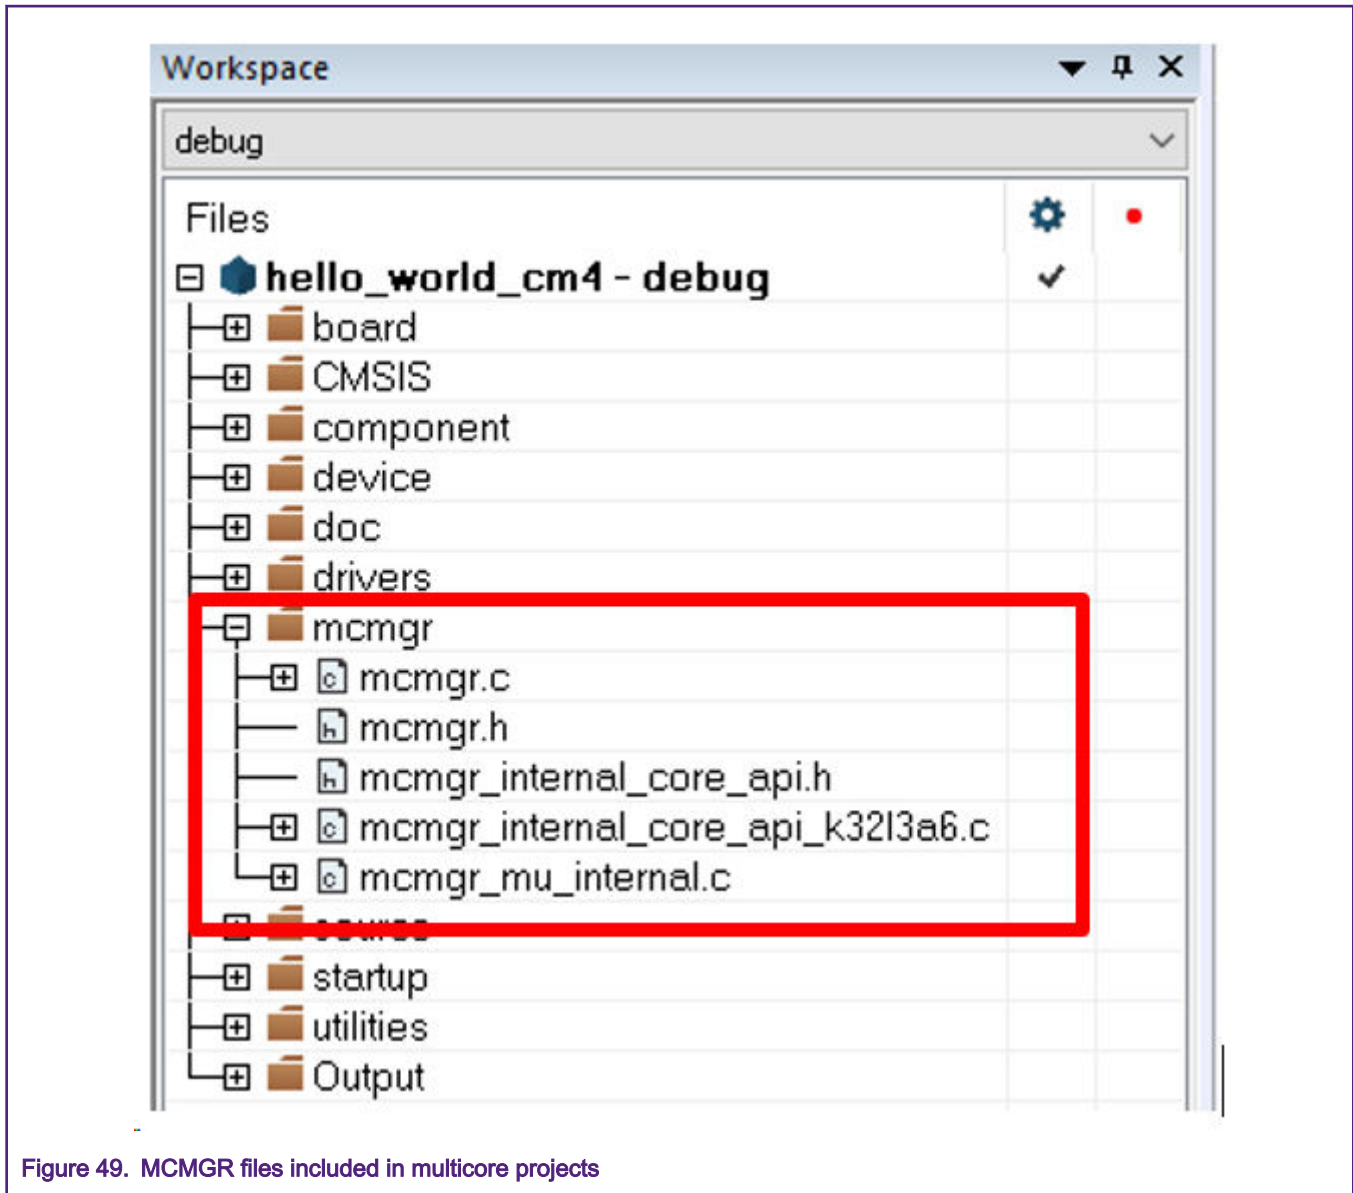 Workspace
debug
Files
hello_world_cm4 - debug
board
CMSIS
component
device
doc
drivers
mcmgr
mcmgr.c
mcmgr.h
mcmgr_internal_core_api.h
mcmgr_internal_core_api_k32l3a6.c
mcmgr_mu_internal.c
source
startup
utilities
Output
Figure 49. MCMGR files included in multicore projects